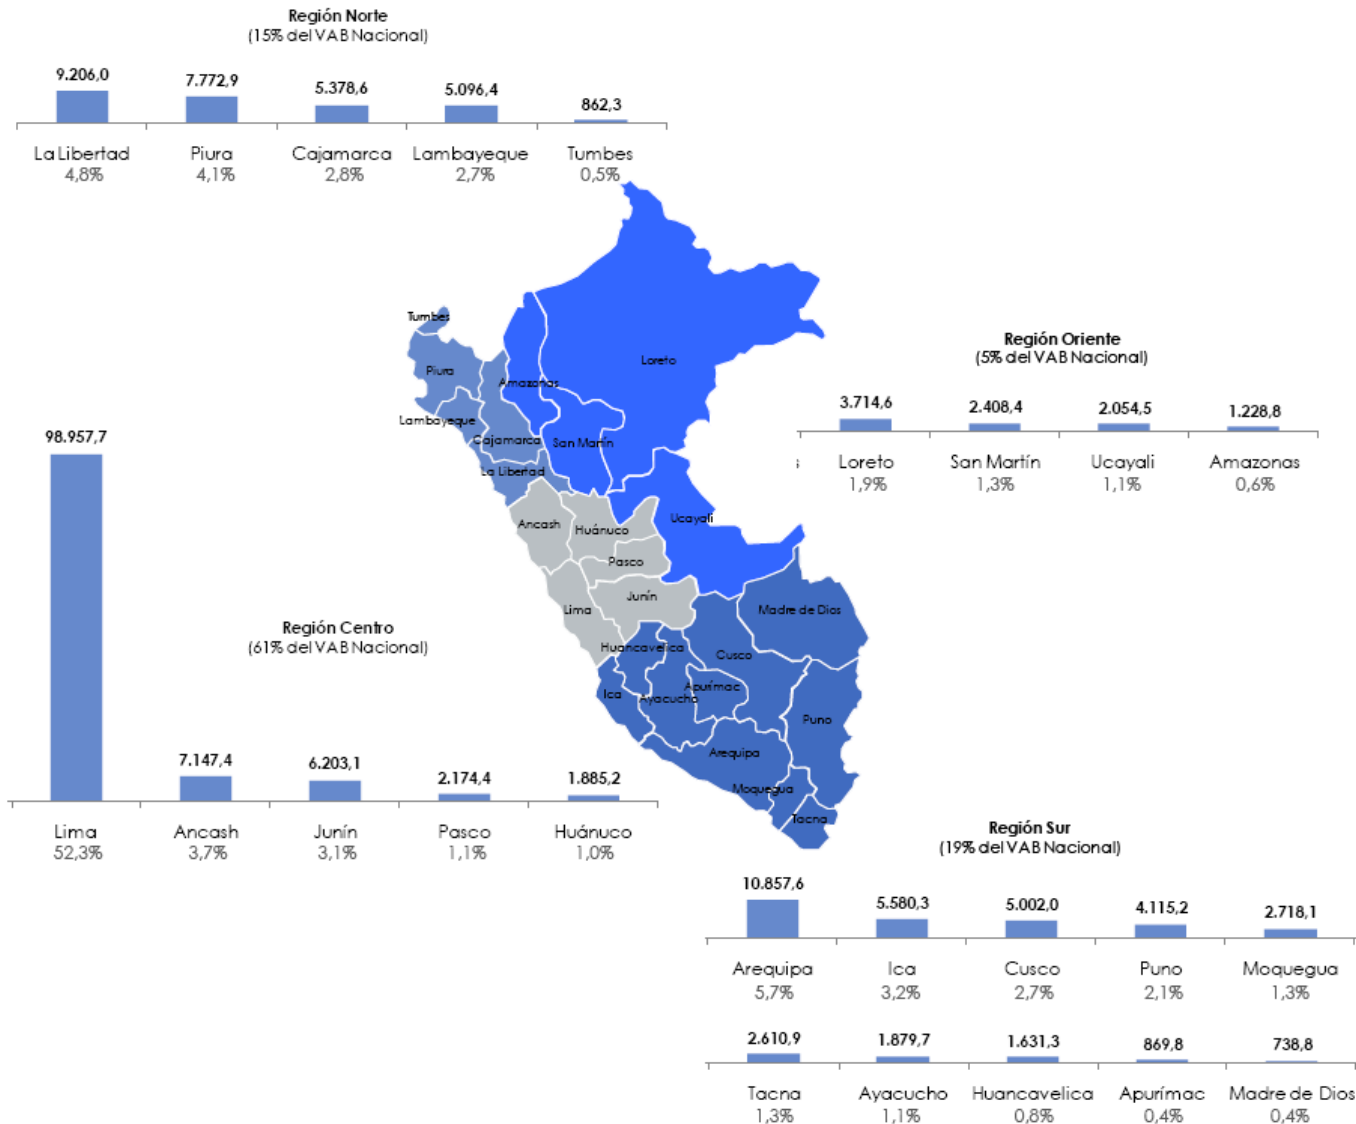 Región Norte
(15% del VAB Nacional)
9.206,0 7.772,9 5.378,6 5.096,4 862,3
La Libertad Piura Cajamarca Lambayeque Tumbes
4,8% 4,1% 2,8% 2,7% 0,5%
Tumbes
Piura
Lambayeque
Cajamarca
La Libertad
Amazonas
San Martín
Loreto
Ucayali
Ancash
Huánuco
Pasco
Junín
Lima
Huancavelica
Ica
Ayacucho
Apurímac
Cusco
Madre de Dios
Puno
Arequipa
Moquegua
Tacna
Región Oriente
(5% del VAB Nacional)
3.714,6 2.408,4 2.054,5 1.228,8
s Loreto San Martín Ucayali Amazonas
1,9% 1,3% 1,1% 0,6%
Región Centro
(61% del VAB Nacional)
98.957,7 7.147,4 6.203,1 2.174,4 1.885,2
Lima Ancash Junín Pasco Huánuco
52,3% 3,7% 3,1% 1,1% 1,0%
Región Sur
(19% del VAB Nacional)
10.857,6 5.580,3 5.002,0 4.115,2 2.718,1
Arequipa Ica Cusco Puno Moquegua
5,7% 3,2% 2,7% 2,1% 1,3%
2.610,9 1.879,7 1.631,3 869,8 738,8
Tacna Ayacucho Huancavelica Apurímac Madre de Dios
1,3% 1,1% 0,8% 0,4% 0,4%